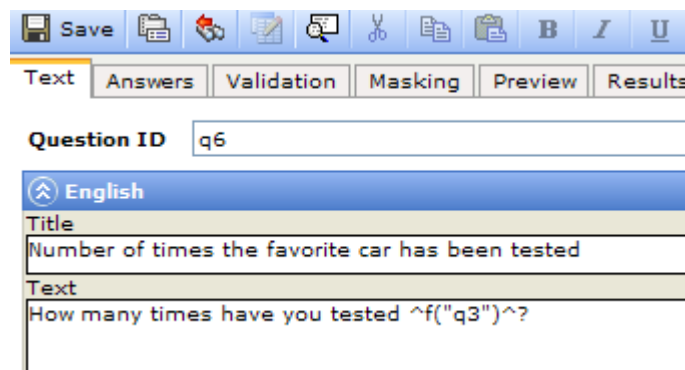 Save B I U
Text Answers Validation Masking Preview Results
Question ID q6
English
Title
Number of times the favorite car has been tested
Text
How many times have you tested ^f("q3")^?